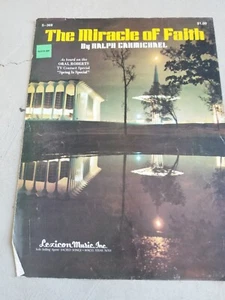 The Miracle of Faith
By RALPH CARMICHAEL
As based on the
ORAL ROBERTS
TV Contact Special
"Spring Is Special"
Lexicon Music, Inc.